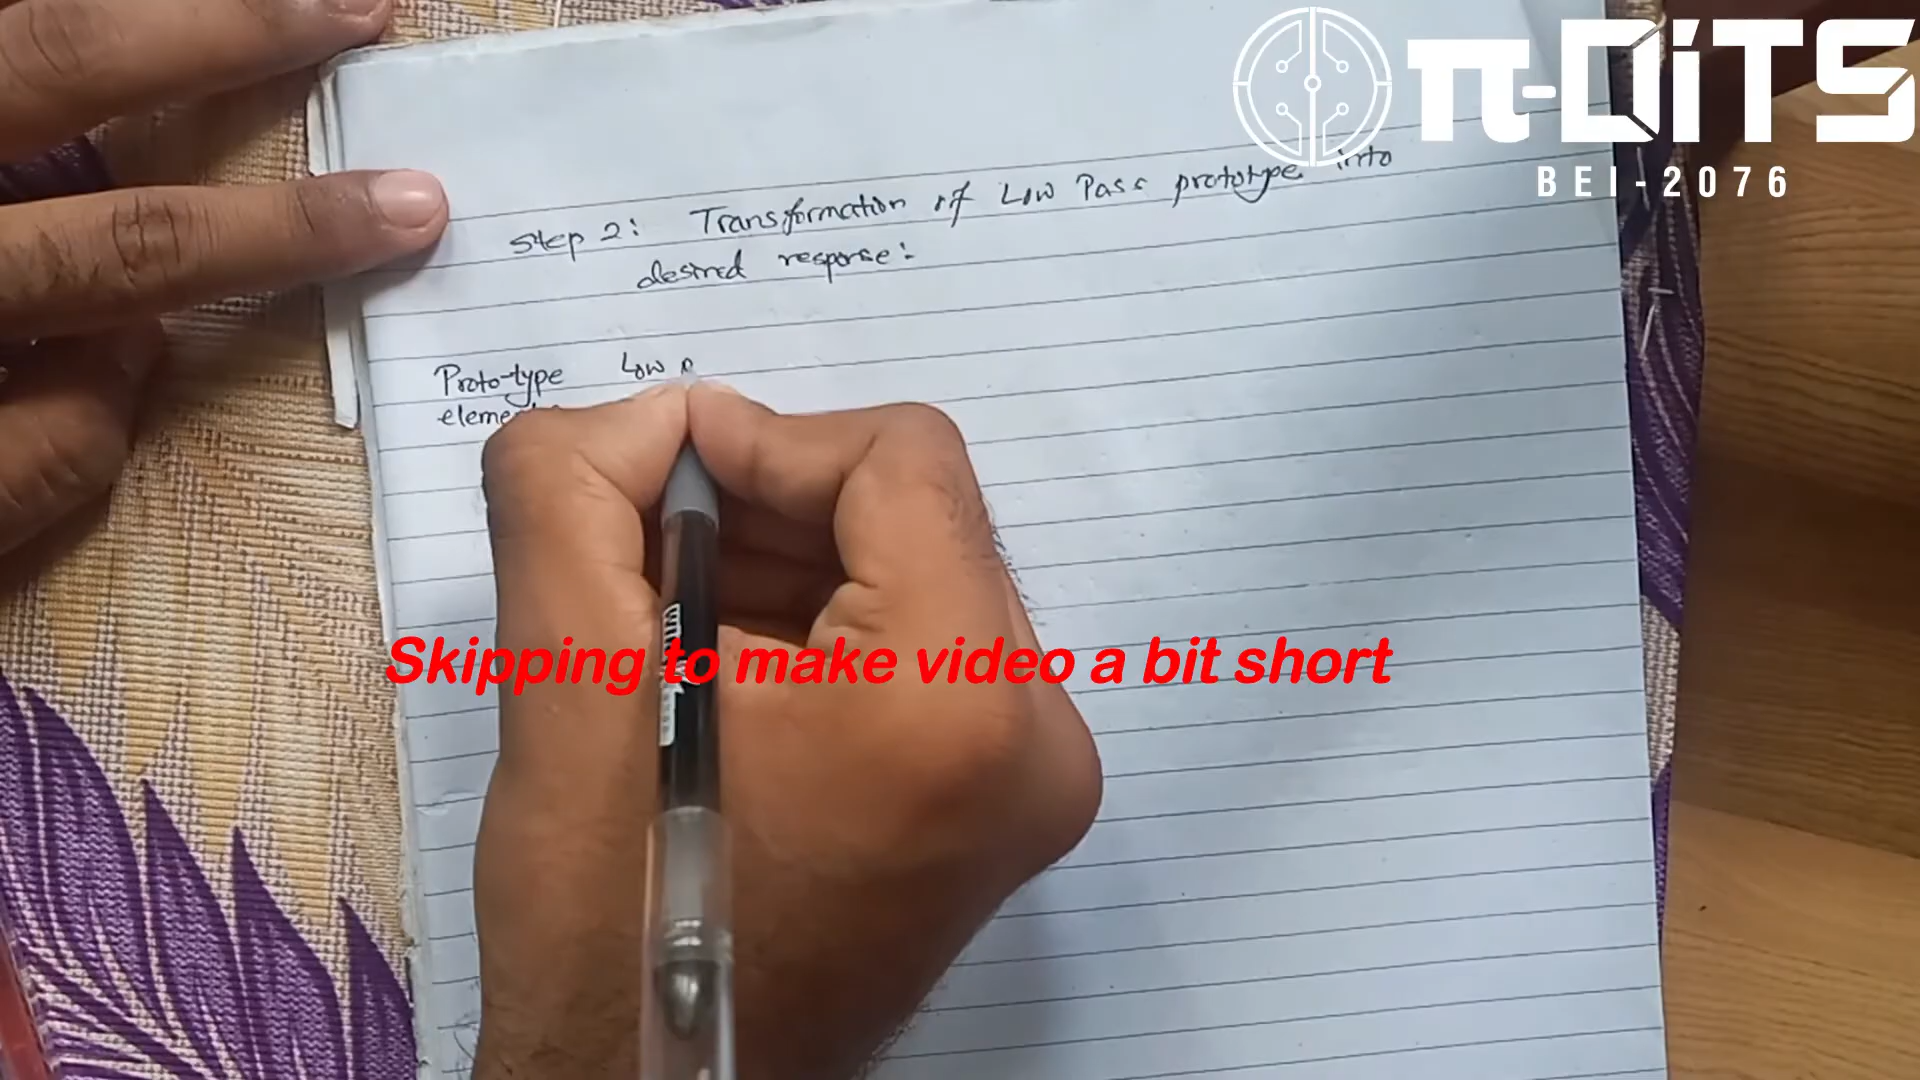 π-DiTS
BEI-2076
Step 2: Transformation of Low Pass prototype into
desired response:-
Proto-type Low
Skipping to make video a bit short